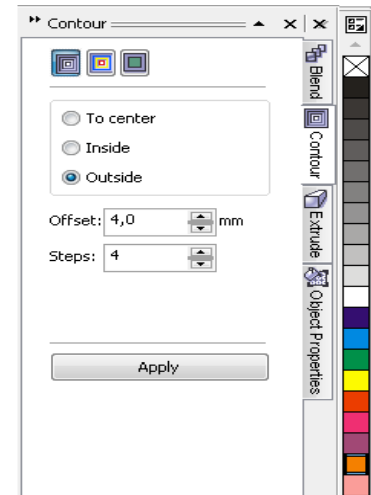 Contour
To center
Inside
Outside
Offset: 4,0 mm
Steps: 4
Apply
Blend
Contour
Extrude
Object Properties